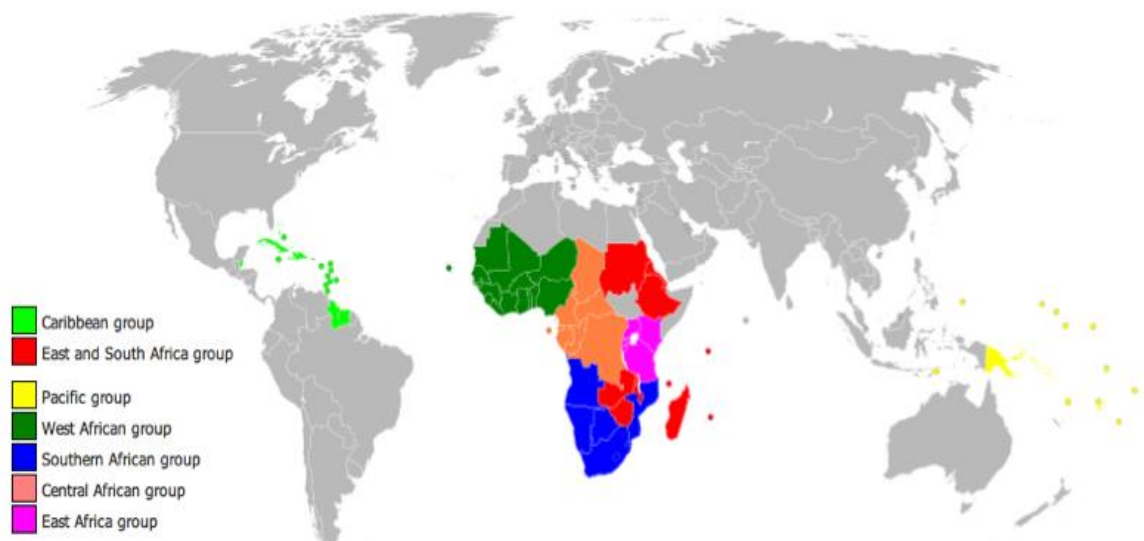 Caribbean group
East and South Africa group
Pacific group
West African group
Southern African group
Central African group
East Africa group